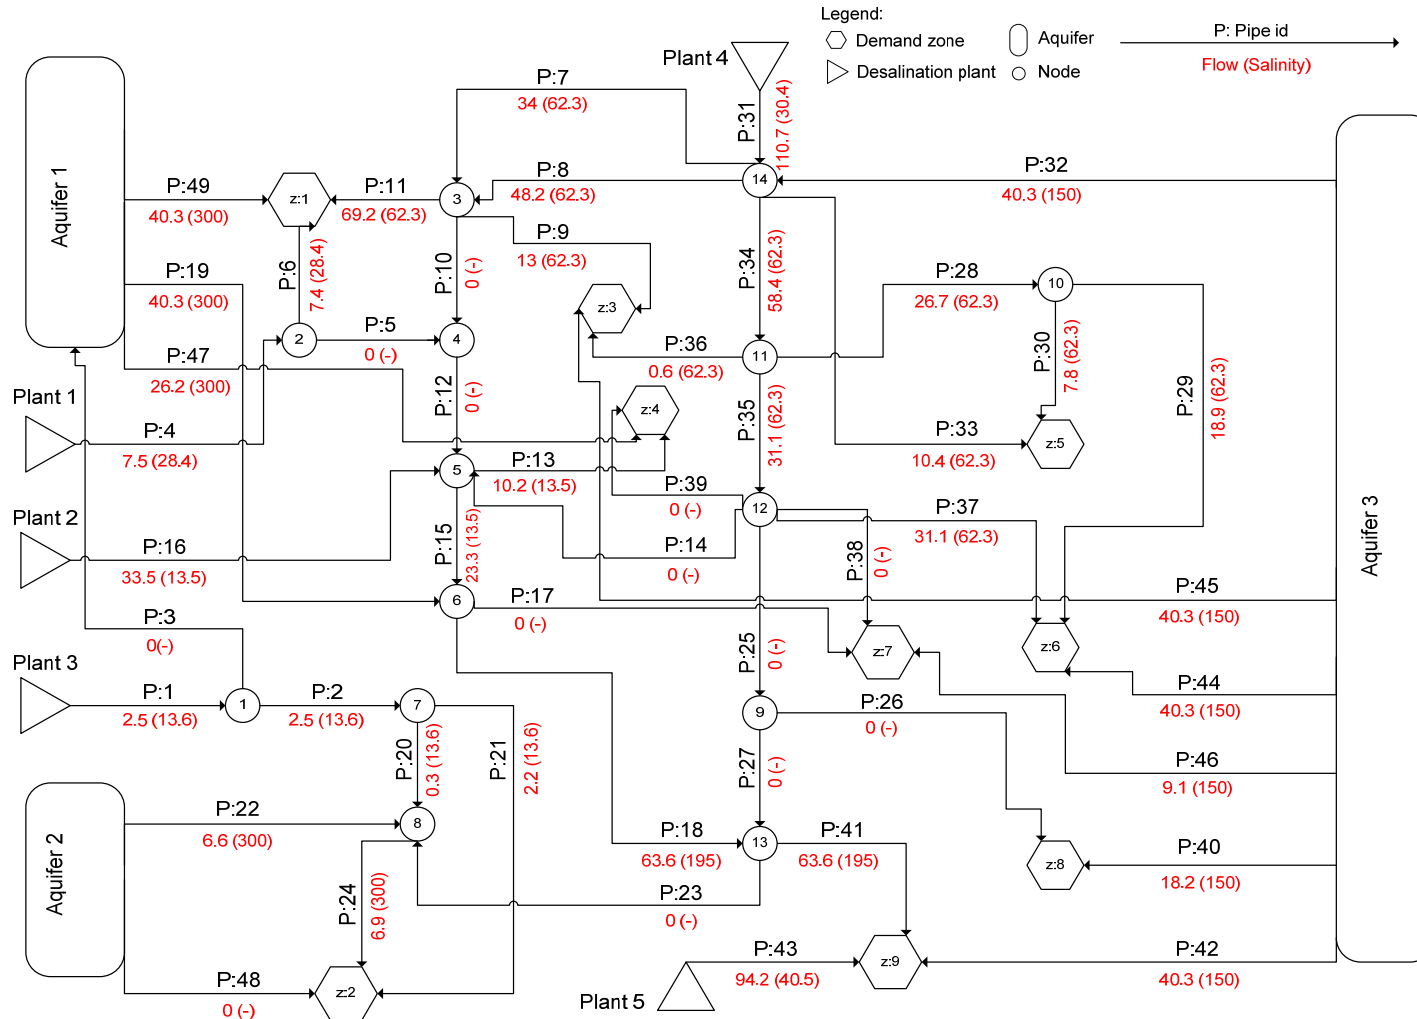 Legend:
Demand zone
Aquifer
P: Pipe id
Desalination plant
Node
Flow (Salinity)
Plant 4
P:7
34 (62.3)
P:31
110.7 (30.4)
Aquifer 1
P:49
40.3 (300)
z:1
P:11
69.2 (62.3)
3
P:8
48.2 (62.3)
14
P:32
40.3 (150)
P:19
40.3 (300)
P:6
7.4 (28.4)
P:10
0 (-)
P:9
13 (62.3)
z:3
P:34
58.4 (62.3)
P:28
26.7 (62.3)
10
2
P:5
0 (-)
4
P:36
0.6 (62.3)
11
P:30
7.8 (62.3)
P:29
18.9 (62.3)
P:47
26.2 (300)
P:12
0 (-)
z:4
P:35
31.1 (62.3)
Plant 1
P:4
7.5 (28.4)
P:33
10.4 (62.3)
z:5
5
P:13
10.2 (13.5)
P:39
0 (-)
12
P:37
31.1 (62.3)
Plant 2
P:16
33.5 (13.5)
P:15
23.3 (13.5)
P:14
0 (-)
P:38
0 (-)
Aquifer 3
P:3
0(-)
6
P:17
0 (-)
P:45
40.3 (150)
z:7
z:6
P:25
0 (-)
Plant 3
P:1
2.5 (13.6)
1
P:2
2.5 (13.6)
7
P:44
40.3 (150)
9
P:26
0 (-)
P:20
0.3 (13.6)
P:21
2.2 (13.6)
P:27
0 (-)
P:46
9.1 (150)
Aquifer 2
P:22
6.6 (300)
8
P:18
63.6 (195)
13
P:41
63.6 (195)
z:8
P:40
18.2 (150)
P:24
6.9 (300)
P:23
0 (-)
P:48
0 (-)
z:2
Plant 5
P:43
94.2 (40.5)
z:9
P:42
40.3 (150)